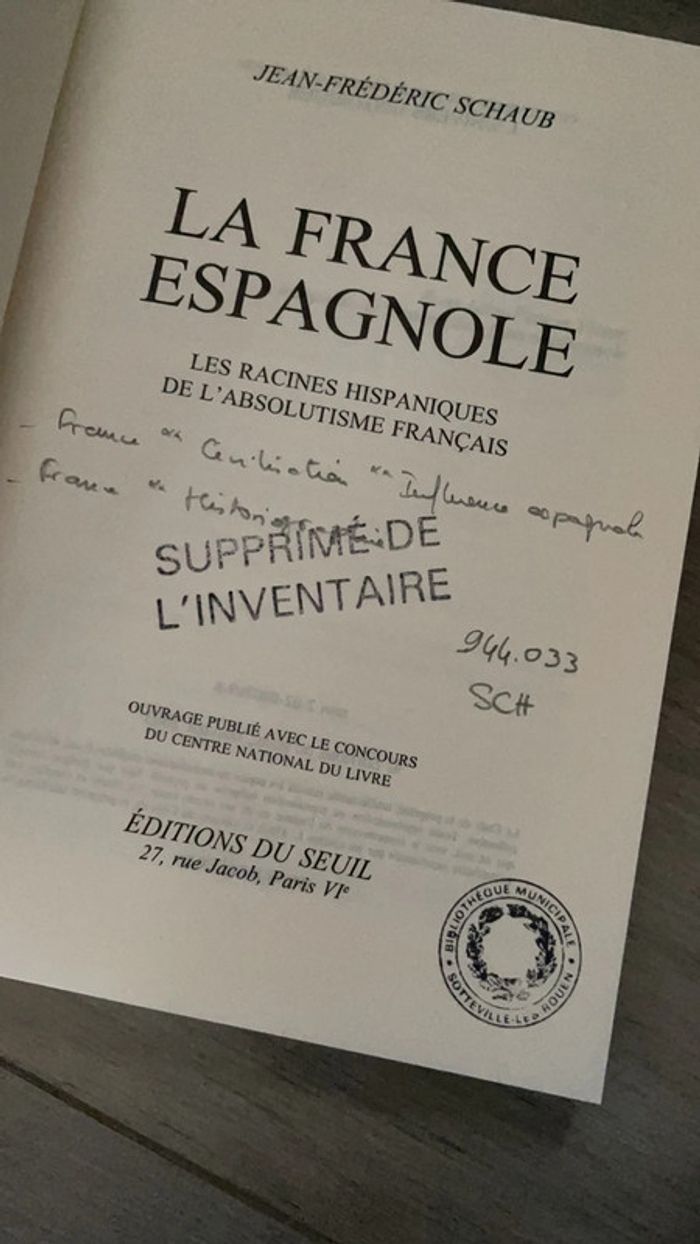 JEAN-FRÉDÉRIC SCHAUB
LA FRANCE
ESPAGNOLE
LES RACINES HISPANIQUES
DE L'ABSOLUTISME FRANÇAIS
- France ** Civilisation ** Influence espagnole
- France ** Historiographie
SUPPRIMÉ DE
L'INVENTAIRE
944.033
SCH
OUVRAGE PUBLIÉ AVEC LE CONCOURS
DU CENTRE NATIONAL DU LIVRE
ÉDITIONS DU SEUIL
27, rue Jacob, Paris VIe
BIBLIOTHÈQUE MUNICIPALE
SOTTEVILLE-LES ROUEN